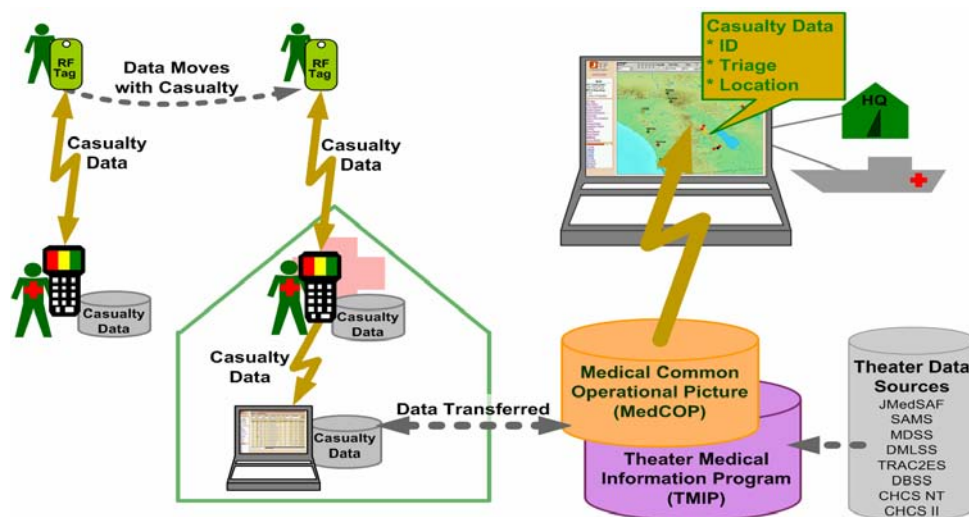 RF
Tag
Data Moves
with Casualty
RF
Tag
Casualty
Data
Casualty
Data
Casualty Data
* ID
* Triage
* Location
HQ
Casualty
Data
Casualty
Data
Casualty
Data
Casualty
Data
Data Transferred
Medical Common
Operational Picture
(MedCOP)
Theater Medical
Information Program
(TMIP)
Theater Data
Sources
JMedSAF
SAMS
MDSS
DMLSS
TRAC2ES
DBSS
CHCS NT
CHCS II